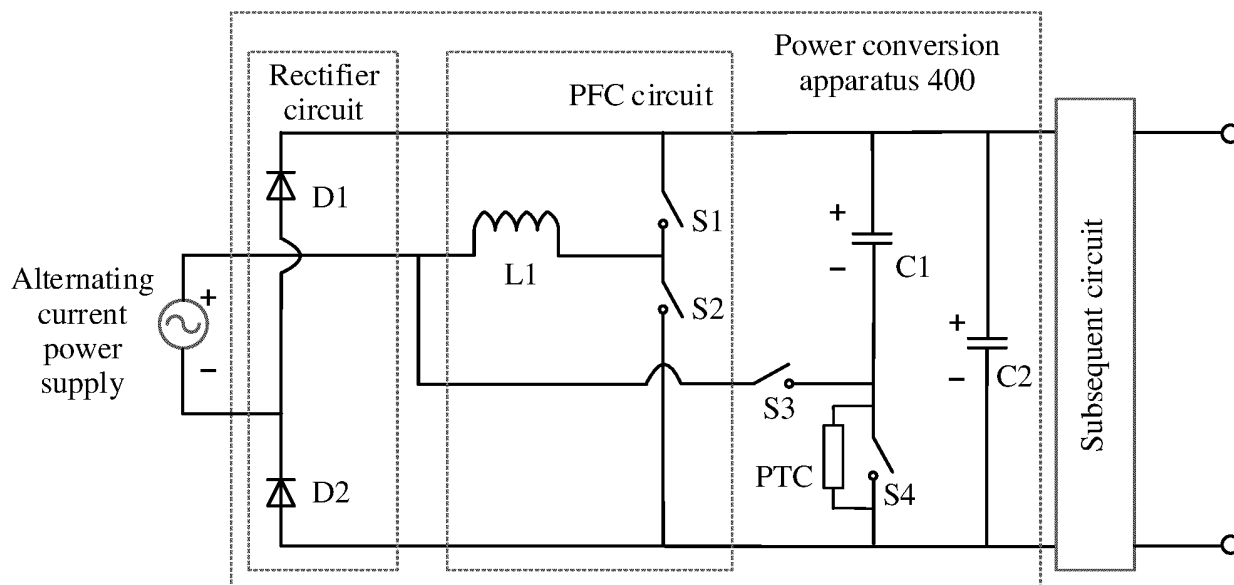 Power conversion
apparatus 400
Rectifier
circuit
PFC circuit
D1
S1
+
-
C1
L1
Alternating
current
power
supply
+
-
S2
+
-
C2
S3
PTC
S4
D2
Subsequent circuit